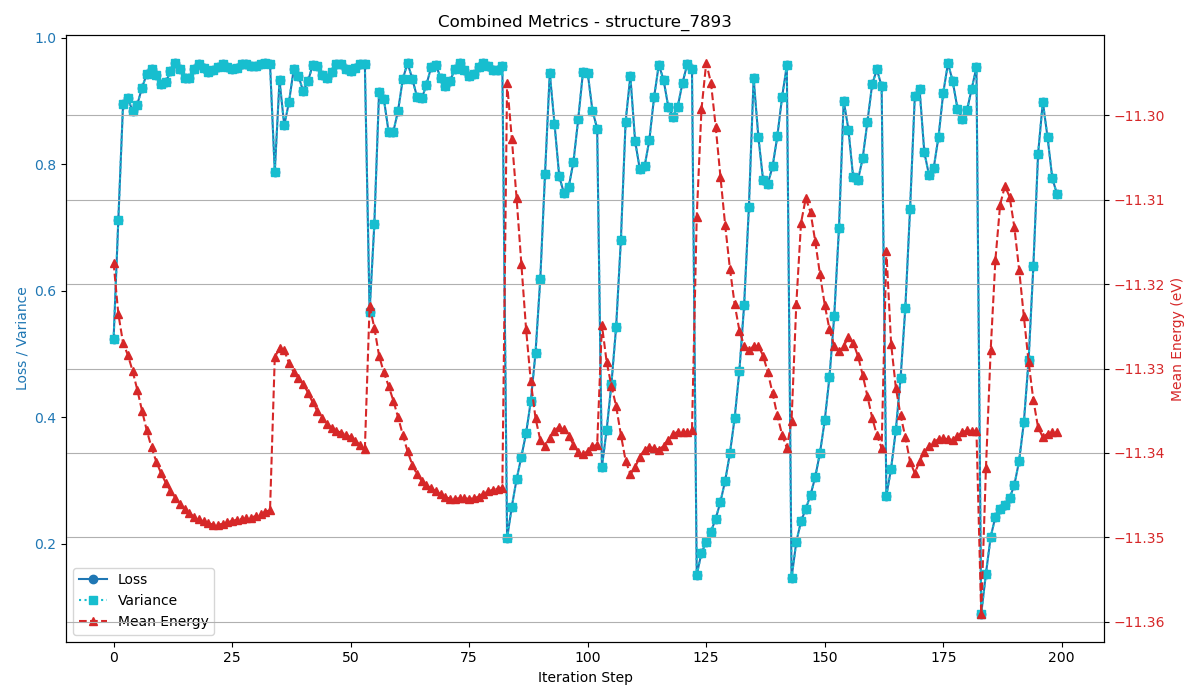 Combined Metrics - structure_7893
1.0
0.8
0.6
0.4
0.2
Loss / Variance
−11.30
−11.31
−11.32
−11.33
−11.34
−11.35
−11.36
Mean Energy (eV)
Loss
Variance
Mean Energy
0 25 50 75 100 125 150 175 200
Iteration Step